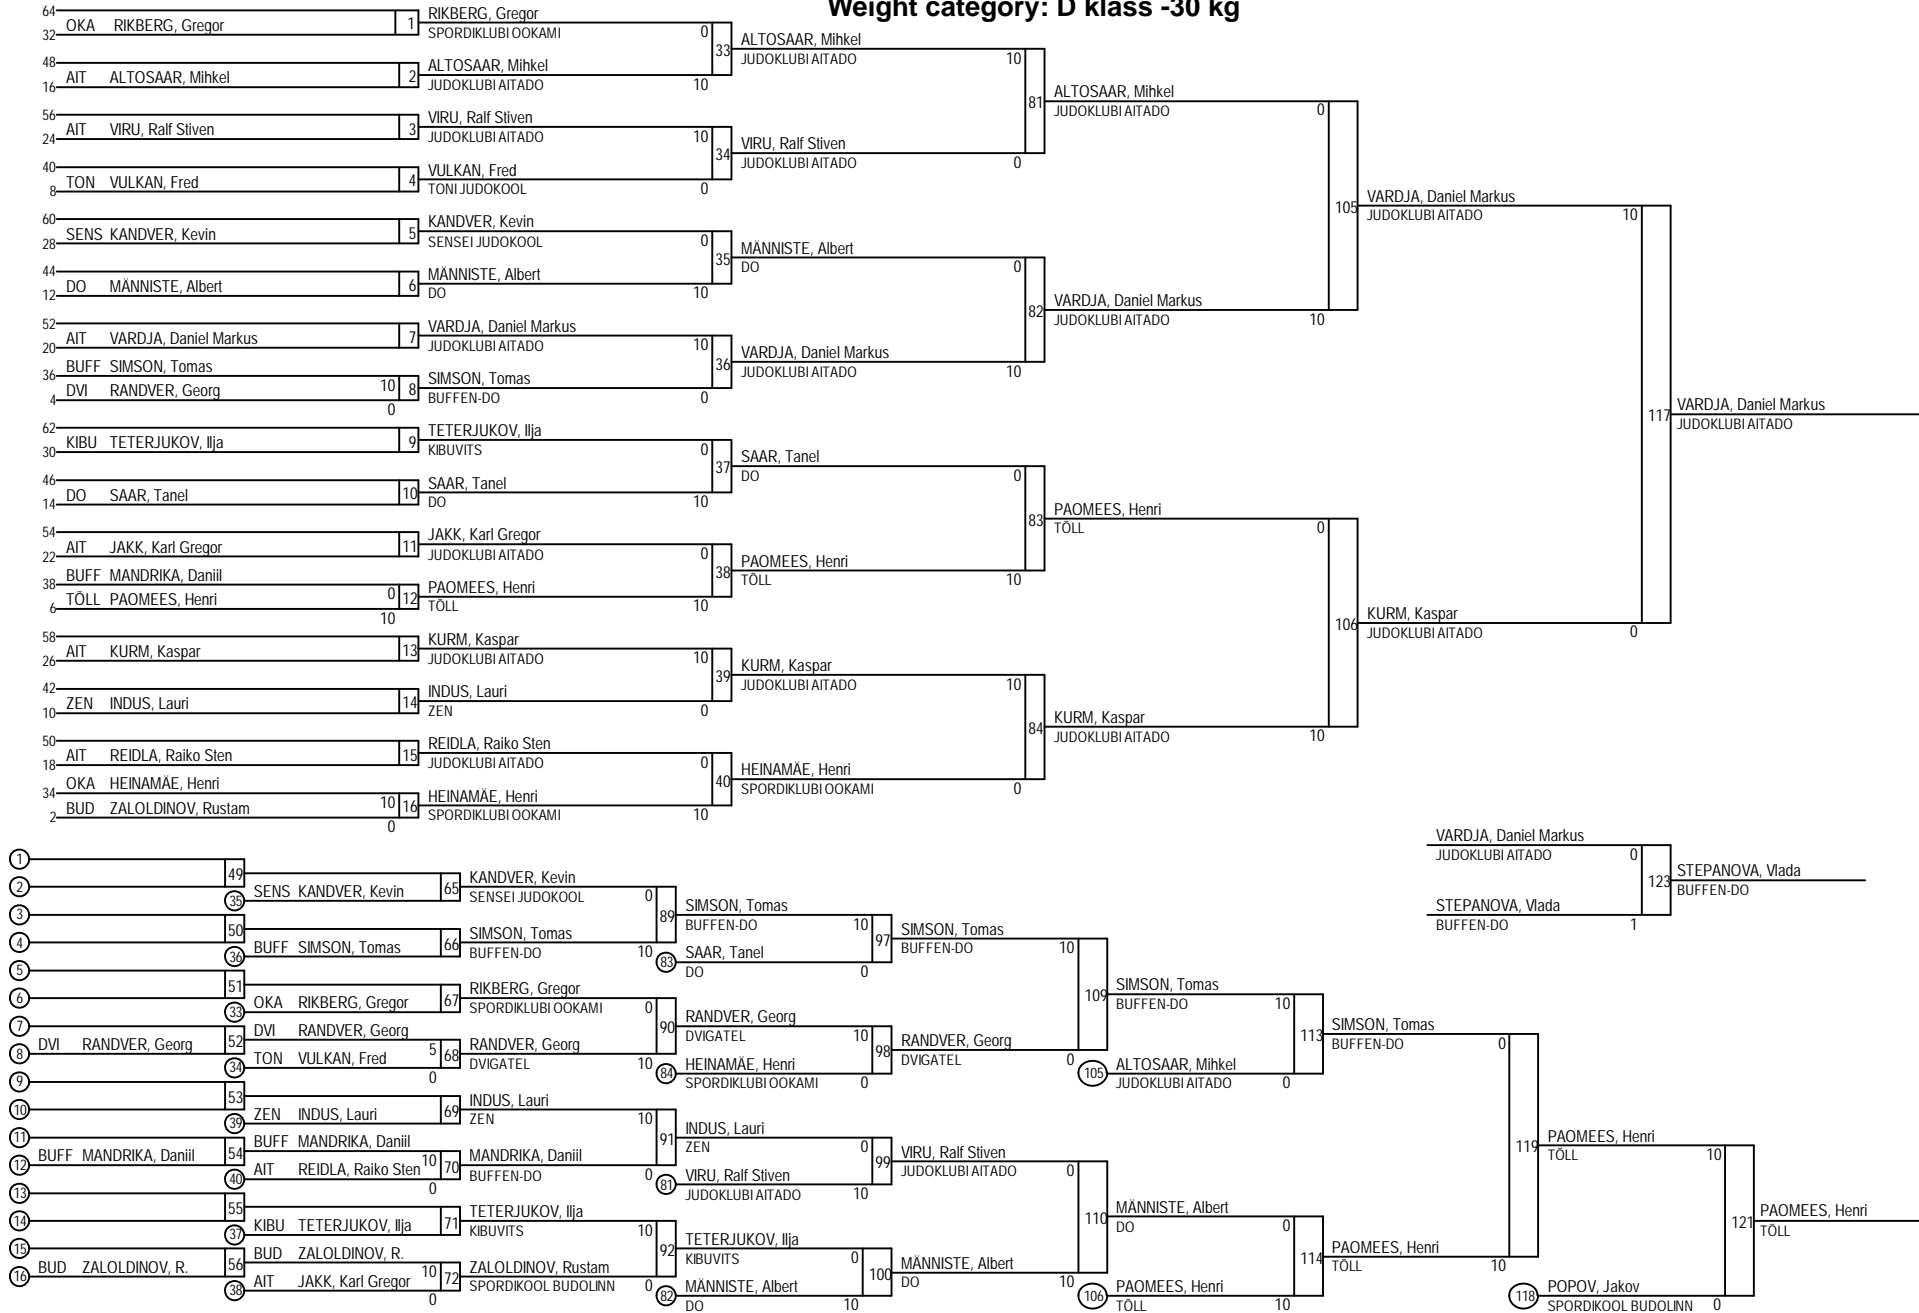 Weight category: D klass -30 kg
64
OKA RIKBERG, Gregor 1
32
RIKBERG, Gregor
SPORDIKLUBI OOKAMI 0
33
48
AIT ALTOSAAR, Mihkel 2
16
ALTOSAAR, Mihkel
JUDOKLUBI AITADO 10
ALTOSAAR, Mihkel
JUDOKLUBI AITADO 10
81
56
AIT VIRU, Ralf Stiven 3
24
VIRU, Ralf Stiven
JUDOKLUBI AITADO 10
34
40
TON VULKAN, Fred 4
8
VULKAN, Fred
TONI JUDOKOOL 0
VIRU, Ralf Stiven
JUDOKLUBI AITADO 0
ALTOSAAR, Mihkel
JUDOKLUBI AITADO 0
105
60
SENS KANDVER, Kevin 5
28
KANDVER, Kevin
SENSEI JUDOKOOL 0
35
44
DO MÄNNISTE, Albert 6
12
MÄNNISTE, Albert
DO 10
MÄNNISTE, Albert
DO 0
82
52
AIT VARDJA, Daniel Markus 7
20
VARDJA, Daniel Markus
JUDOKLUBI AITADO 10
36
BUFF SIMSON, Tomas
36
10 8
DVI RANDVER, Georg
4
0
SIMSON, Tomas
BUFFEN-DO 0
VARDJA, Daniel Markus
JUDOKLUBI AITADO 10
VARDJA, Daniel Markus
JUDOKLUBI AITADO 10
VARDJA, Daniel Markus
JUDOKLUBI AITADO 10
117
VARDJA, Daniel Markus
JUDOKLUBI AITADO
62
KIBU TETERJUKOV, Ilja 9
30
TETERJUKOV, Ilja
KIBUVITS 0
37
46
DO SAAR, Tanel 10
14
SAAR, Tanel
DO 10
SAAR, Tanel
DO 0
83
54
AIT JAKK, Karl Gregor 11
22
JAKK, Karl Gregor
JUDOKLUBI AITADO 0
38
BUFF MANDRIKA, Daniil
38
0 12
TÕLL PAOMEES, Henri
6
10
PAOMEES, Henri
TÕLL 10
PAOMEES, Henri
TÕLL 10
PAOMEES, Henri
TÕLL 0
106
58
AIT KURM, Kaspar 13
26
KURM, Kaspar
JUDOKLUBI AITADO 10
39
42
ZEN INDUS, Lauri 14
10
INDUS, Lauri
ZEN 0
KURM, Kaspar
JUDOKLUBI AITADO 10
84
50
AIT REIDLA, Raiko Sten 15
18
REIDLA, Raiko Sten
JUDOKLUBI AITADO 0
40
OKA HEINAMÄE, Henri
34
10 16
BUD ZALOLDINOV, Rustam
2
0
HEINAMÄE, Henri
SPORDIKLUBI OOKAMI 10
HEINAMÄE, Henri
SPORDIKLUBI OOKAMI 0
KURM, Kaspar
JUDOKLUBI AITADO 10
KURM, Kaspar
JUDOKLUBI AITADO 0
VARDJA, Daniel Markus
JUDOKLUBI AITADO 0
123
STEPANOVA, Vlada
BUFFEN-DO 1
STEPANOVA, Vlada
BUFFEN-DO
1
49
2
35 SENS KANDVER, Kevin 65
KANDVER, Kevin
SENSEI JUDOKOOL 0
89
3
50
4
36 BUFF SIMSON, Tomas 66
SIMSON, Tomas
BUFFEN-DO 10
SIMSON, Tomas
BUFFEN-DO 10
97
83 SAAR, Tanel
DO 0
SIMSON, Tomas
BUFFEN-DO 10
109
5
51
6
33 OKA RIKBERG, Gregor 67
RIKBERG, Gregor
SPORDIKLUBI OOKAMI 0
90
7
52
8 DVI RANDVER, Georg
DVI RANDVER, Georg
5 68
34 TON VULKAN, Fred
0
RANDVER, Georg
DVIGATEL 10
RANDVER, Georg
DVIGATEL 10
98
84 HEINAMÄE, Henri
SPORDIKLUBI OOKAMI 0
RANDVER, Georg
DVIGATEL 0
SIMSON, Tomas
BUFFEN-DO 10
113
105 ALTOSAAR, Mihkel
JUDOKLUBI AITADO 0
SIMSON, Tomas
BUFFEN-DO 0
119
9
53
10
39 ZEN INDUS, Lauri 69
INDUS, Lauri
ZEN 10
91
11
54
12 BUFF MANDRIKA, Daniil
BUFF MANDRIKA, Daniil
10 70
40 AIT REIDLA, Raiko Sten
0
MANDRIKA, Daniil
BUFFEN-DO 0
INDUS, Lauri
ZEN 0
99
81 VIRU, Ralf Stiven
JUDOKLUBI AITADO 10
VIRU, Ralf Stiven
JUDOKLUBI AITADO 0
110
13
55
14
37 KIBU TETERJUKOV, Ilja 71
TETERJUKOV, Ilja
KIBUVITS 10
92
15
56
16 BUD ZALOLDINOV, R.
BUD ZALOLDINOV, R.
10 72
38 AIT JAKK, Karl Gregor
0
ZALOLDINOV, Rustam
SPORDIKOOL BUDOLINN 0
TETERJUKOV, Ilja
KIBUVITS 0
100
82 MÄNNISTE, Albert
DO 10
MÄNNISTE, Albert
DO 10
MÄNNISTE, Albert
DO 0
114
106 PAOMEES, Henri
TÕLL 10
PAOMEES, Henri
TÕLL 10
PAOMEES, Henri
TÕLL 10
121
118 POPOV, Jakov
SPORDIKOOL BUDOLINN 0
PAOMEES, Henri
TÕLL